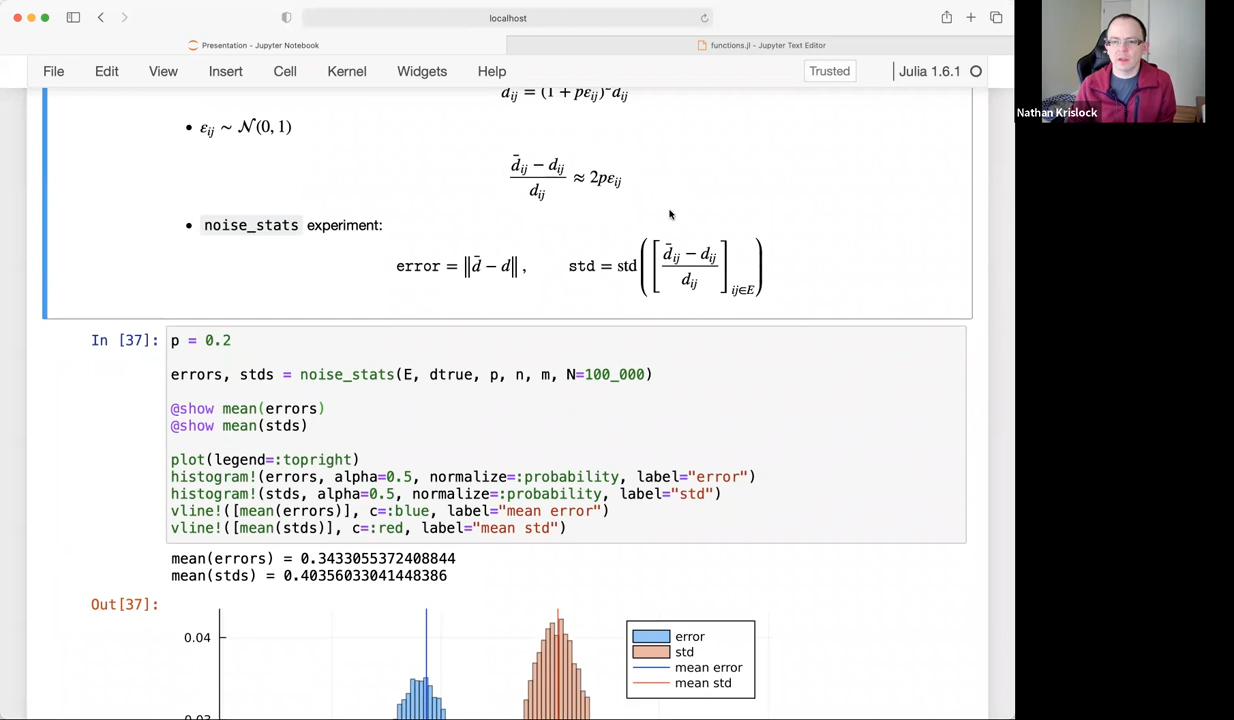 localhost
Presentation - Jupyter Notebook
functions.jl - Jupyter Text Editor
File Edit View Insert Cell Kernel Widgets Help Trusted Julia 1.6.1
Nathan Krislock
d̄ᵢⱼ = (1 + pεᵢⱼ)²dᵢⱼ
• εᵢⱼ ~ 𝒩(0, 1)
(d̄ᵢⱼ − dᵢⱼ) / dᵢⱼ ≈ 2pεᵢⱼ
• noise_stats experiment:
error = ‖d̄ − d‖, std = std([(d̄ᵢⱼ − dᵢⱼ) / dᵢⱼ]ᵢⱼ∈E)
In [37]: p = 0.2
errors, stds = noise_stats(E, dtrue, p, n, m, N=100_000)
@show mean(errors)
@show mean(stds)
plot(legend=:topright)
histogram!(errors, alpha=0.5, normalize=:probability, label="error")
histogram!(stds, alpha=0.5, normalize=:probability, label="std")
vline!([mean(errors)], c=:blue, label="mean error")
vline!([mean(stds)], c=:red, label="mean std")
mean(errors) = 0.3433055372408844
mean(stds) = 0.40356033041448386
Out[37]:
0.04
error
std
mean error
mean std